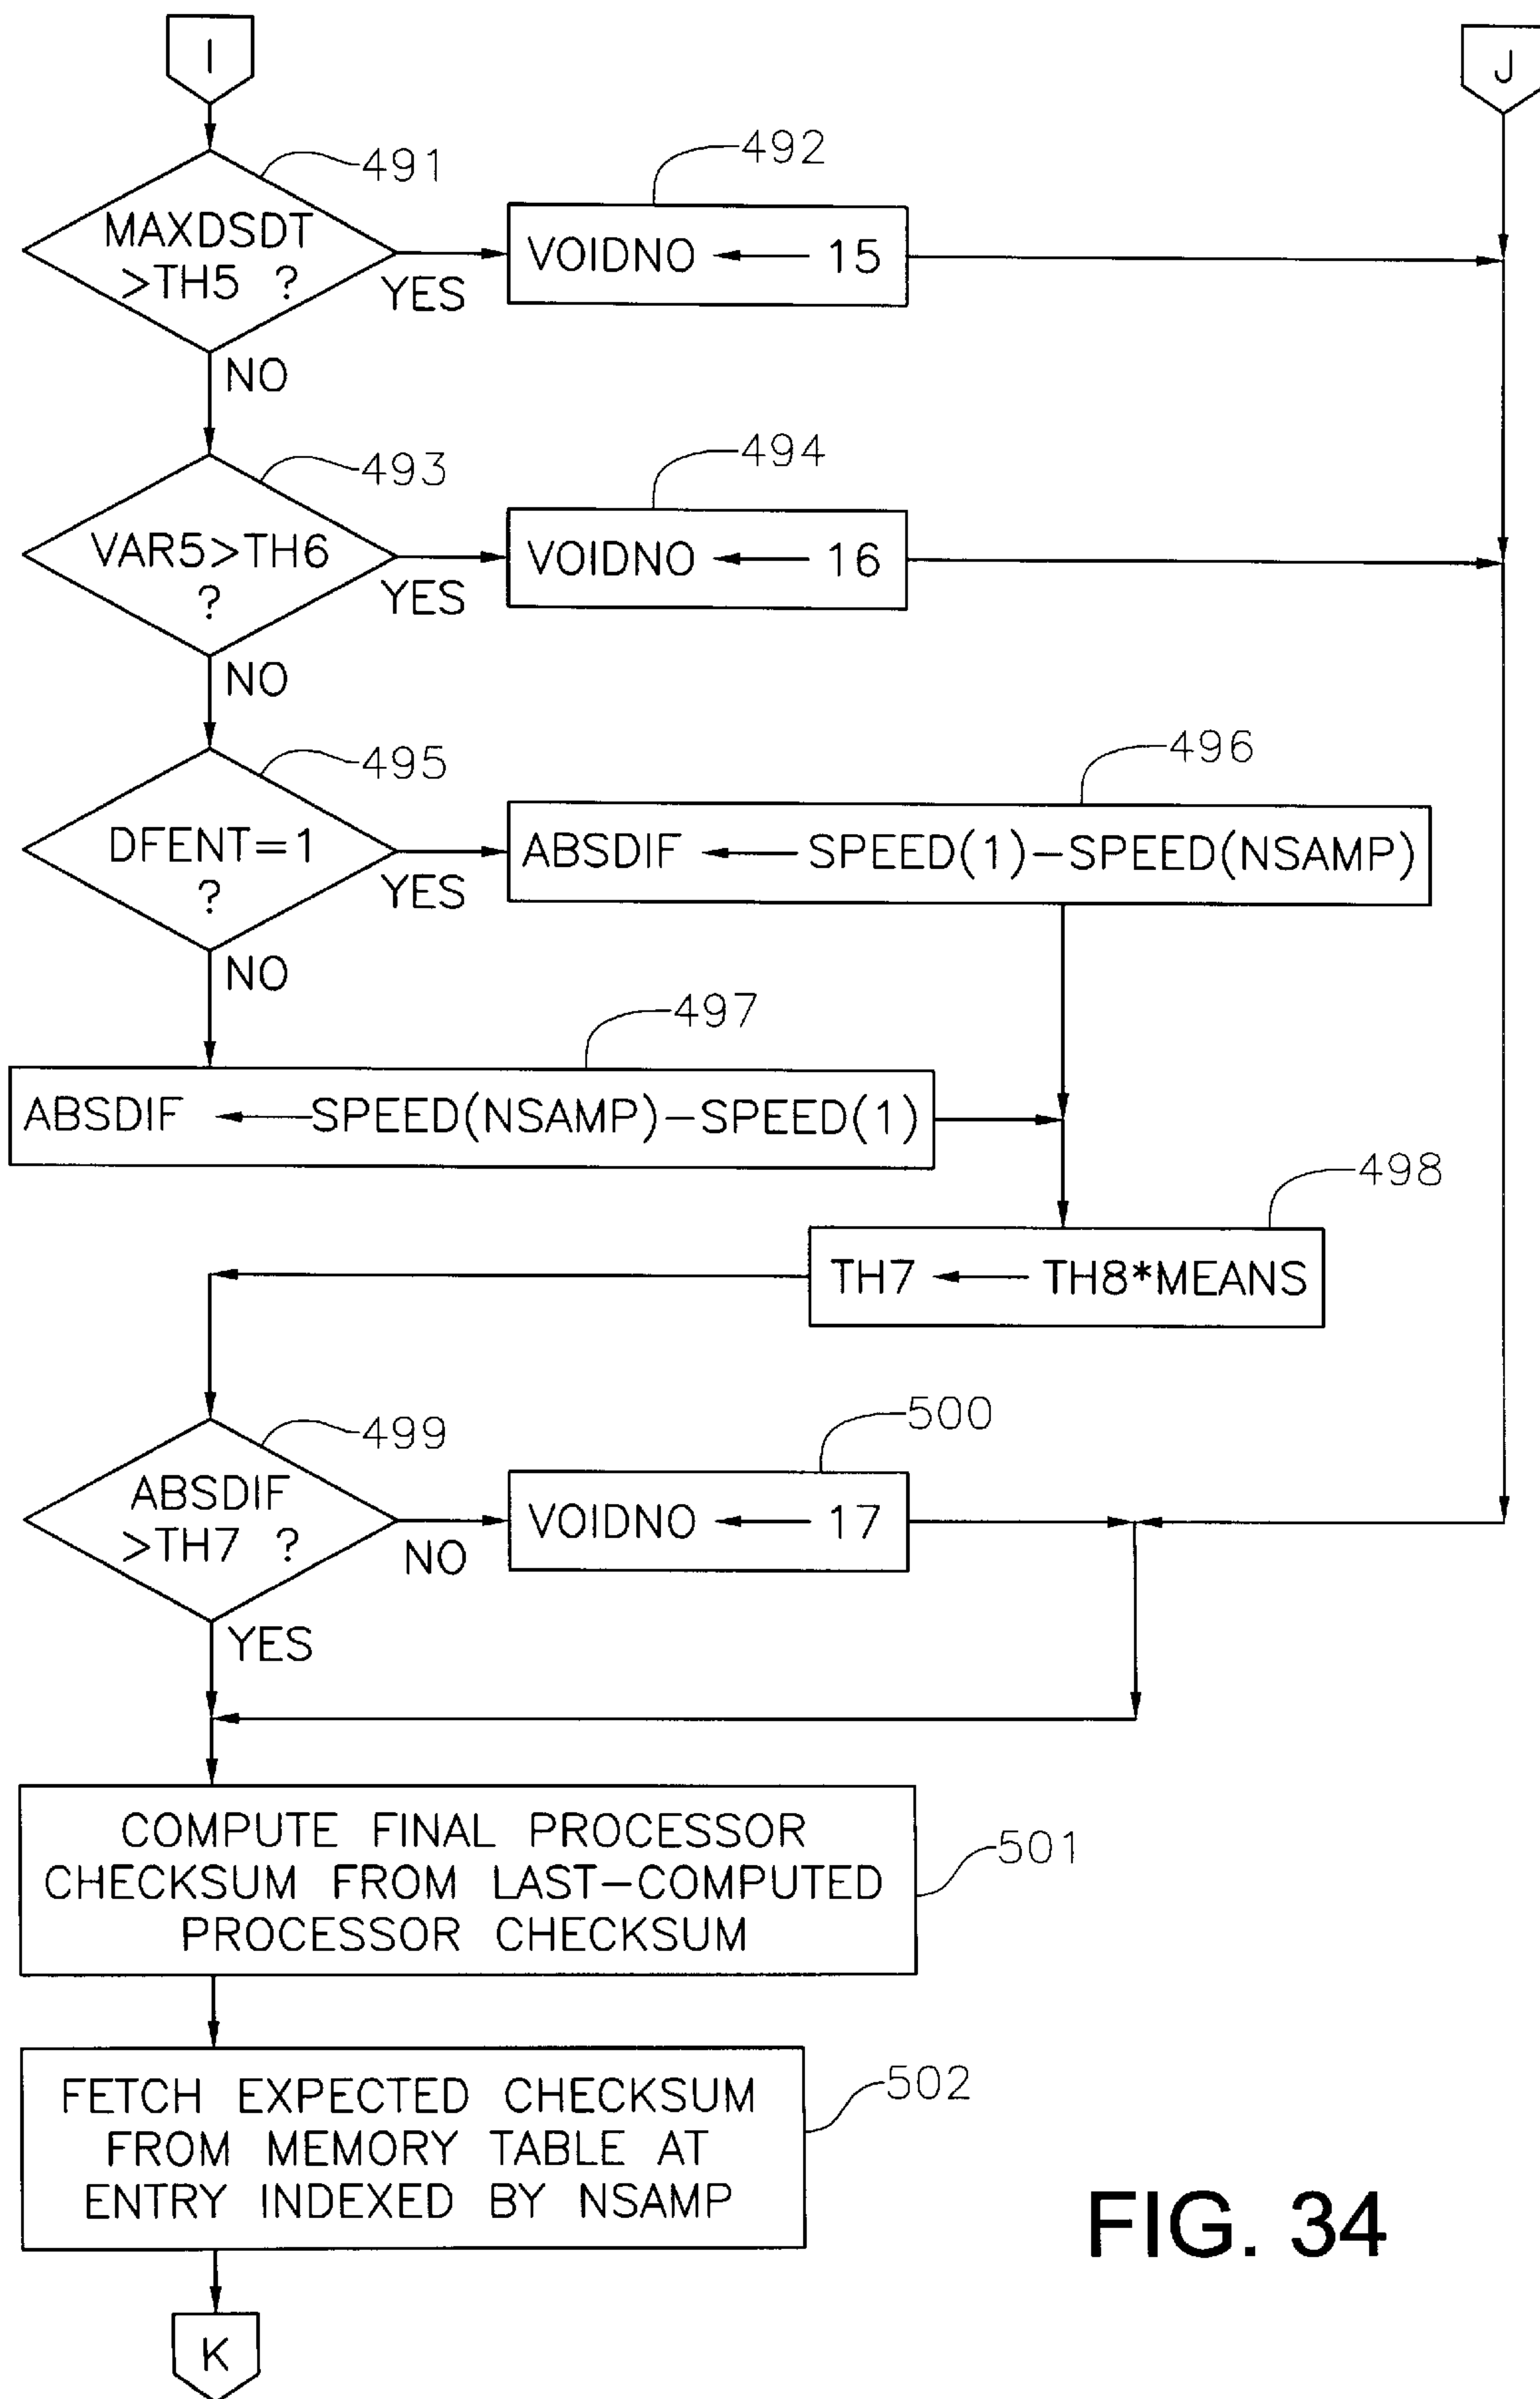 I
J
491
MAXDSDT
>TH5 ?
YES
NO
492
VOIDNO ← 15
493
VAR5>TH6
?
YES
NO
494
VOIDNO ← 16
495
DFENT=1
?
YES
NO
496
ABSDIF ← SPEED(1)-SPEED(NSAMP)
497
ABSDIF ← SPEED(NSAMP)-SPEED(1)
498
TH7 ← TH8*MEANS
499
ABSDIF
>TH7 ?
NO
YES
500
VOIDNO ← 17
COMPUTE FINAL PROCESSOR
CHECKSUM FROM LAST-COMPUTED
PROCESSOR CHECKSUM
501
FETCH EXPECTED CHECKSUM
FROM MEMORY TABLE AT
ENTRY INDEXED BY NSAMP
502
K
FIG. 34